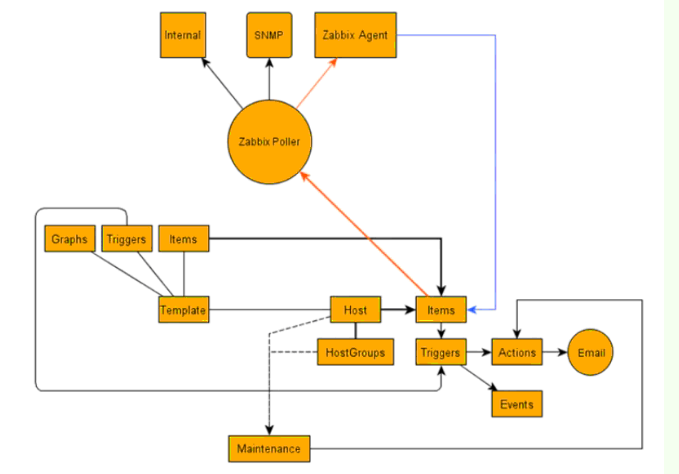 Internal
SNMP
Zabbix Agent
Zabbix Poller
Graphs
Triggers
Items
Template
Host
Items
HostGroups
Triggers
Actions
Email
Events
Maintenance